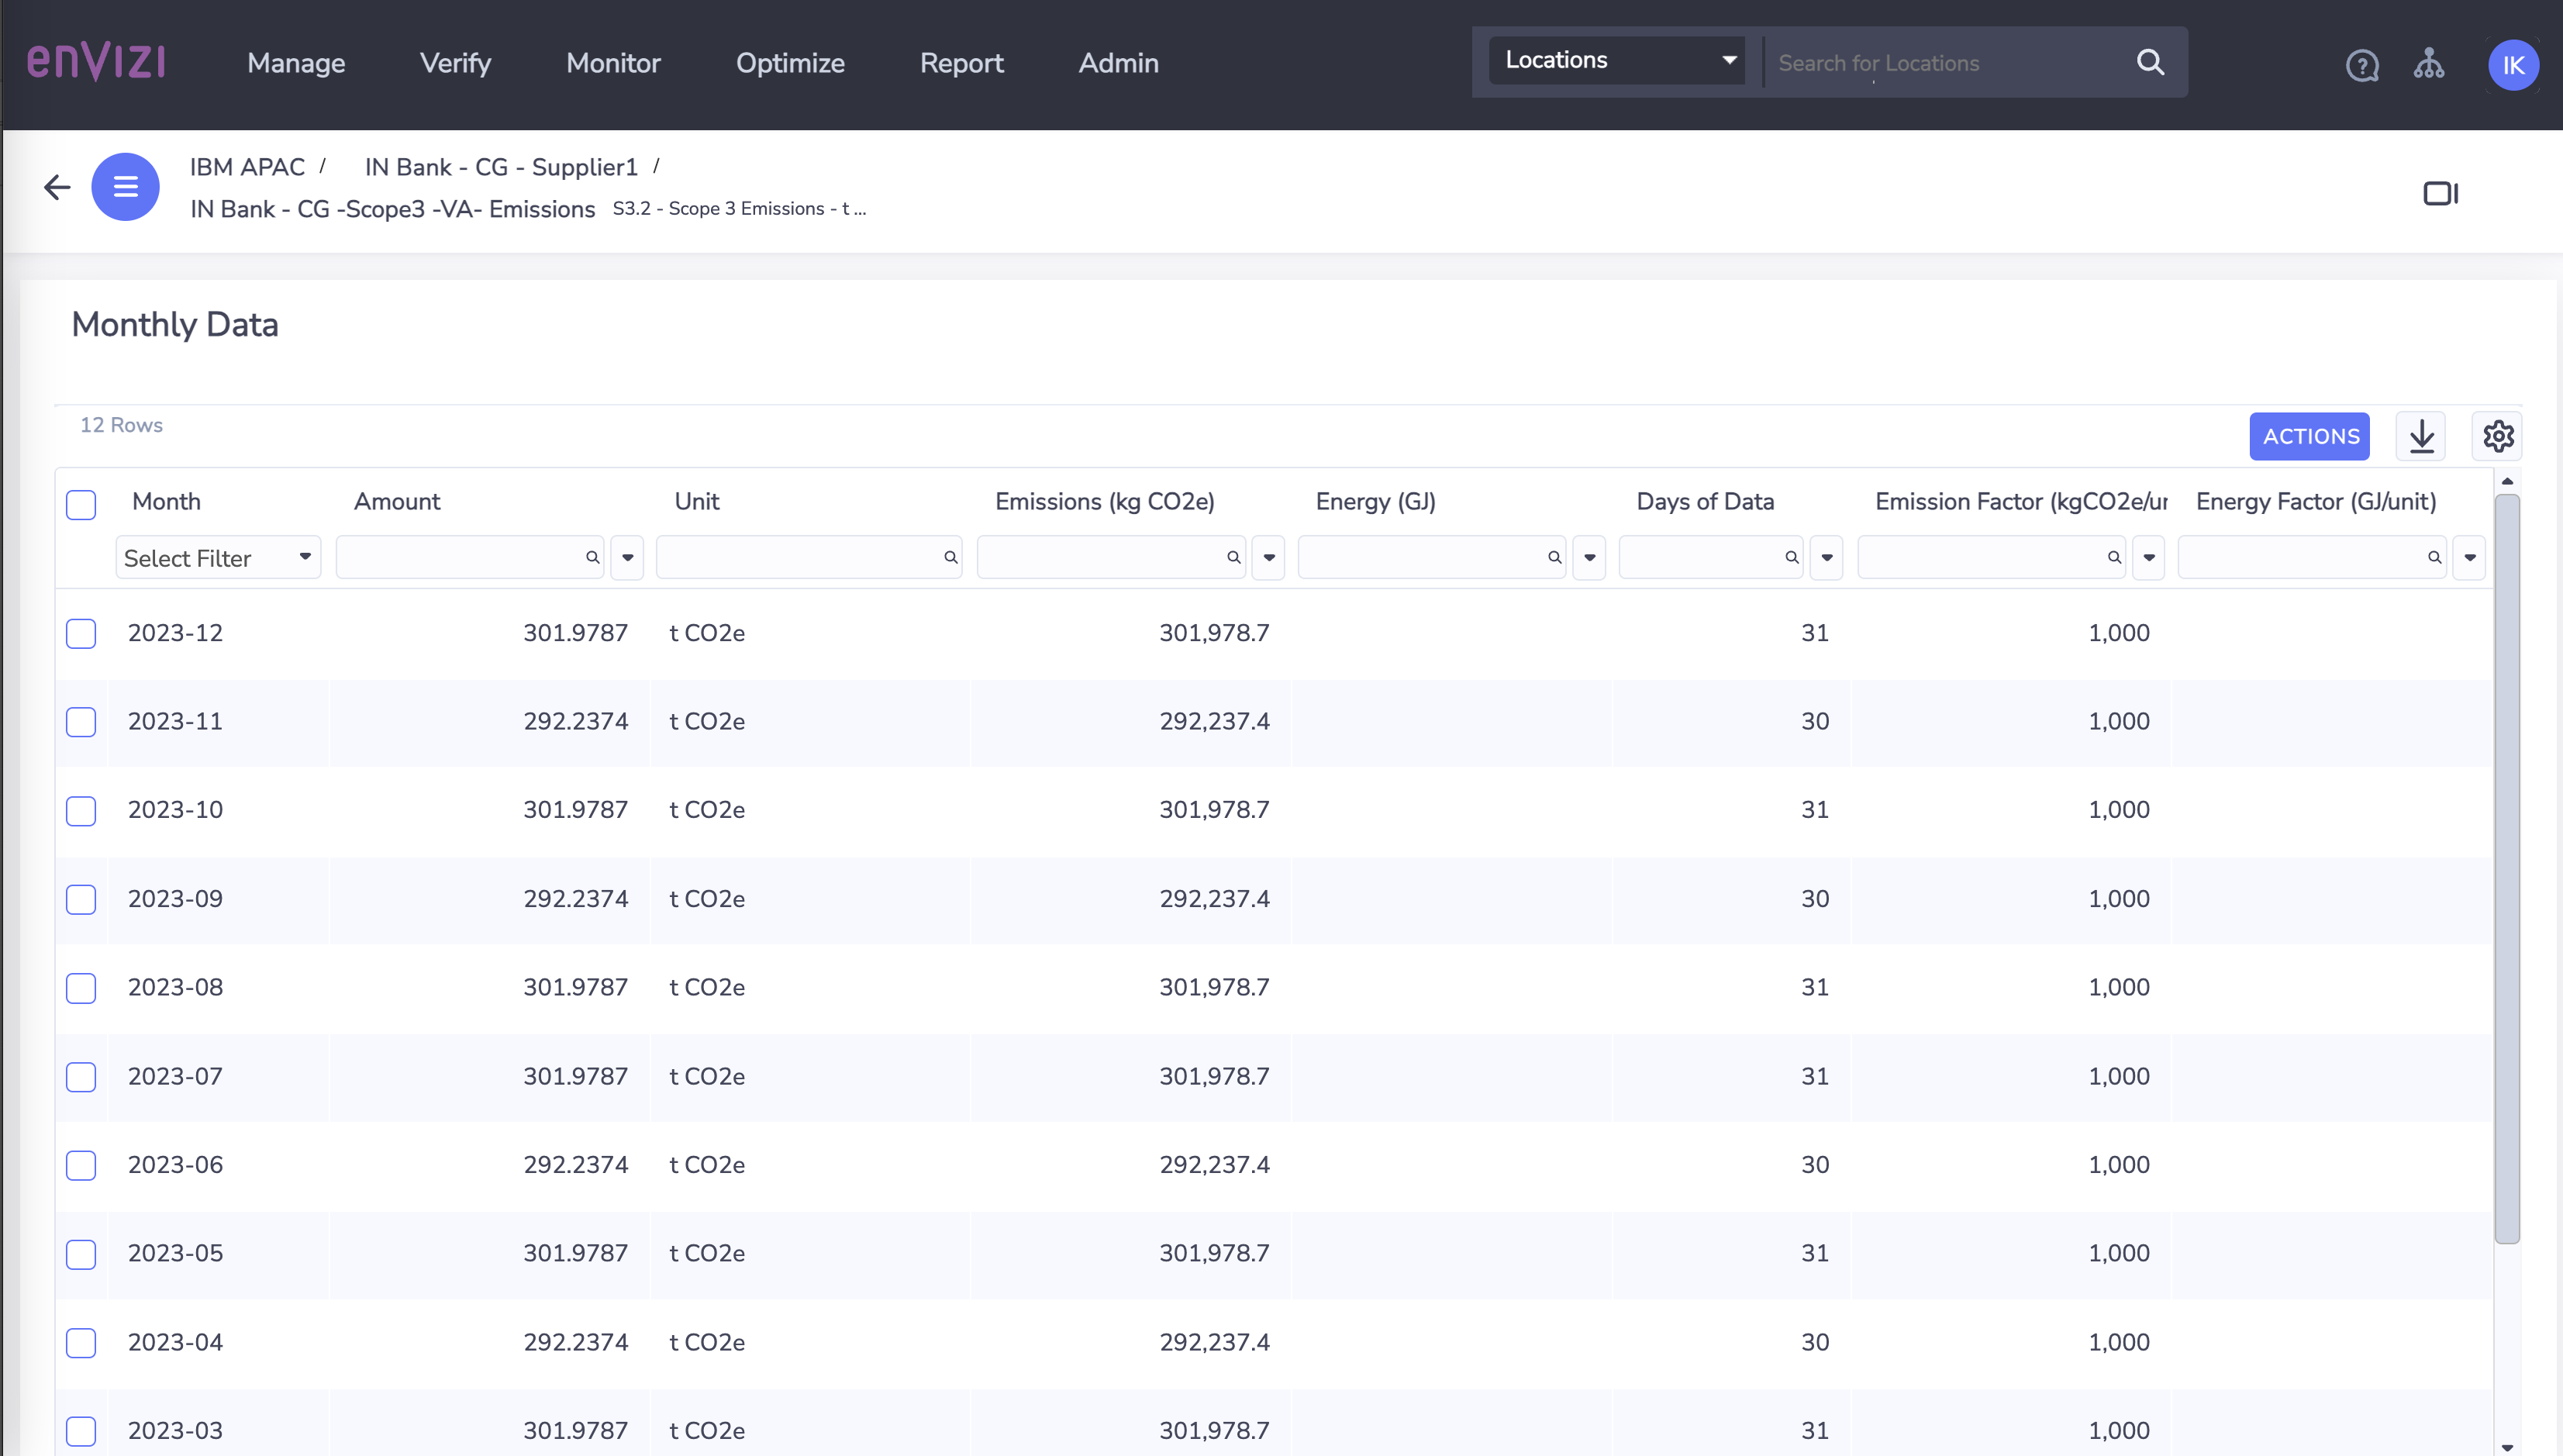 enVIZI Manage Verify Monitor Optimize Report Admin Locations Search for Locations IK
IBM APAC / IN Bank - CG - Supplier1 /
IN Bank - CG -Scope3 -VA- Emissions S3.2 - Scope 3 Emissions - t ...
Monthly Data
12 Rows
ACTIONS
Month Amount Unit Emissions (kg CO2e) Energy (GJ) Days of Data Emission Factor (kgCO2e/ur Energy Factor (GJ/unit)
Select Filter
2023-12 301.9787 t CO2e 301,978.7 31 1,000
2023-11 292.2374 t CO2e 292,237.4 30 1,000
2023-10 301.9787 t CO2e 301,978.7 31 1,000
2023-09 292.2374 t CO2e 292,237.4 30 1,000
2023-08 301.9787 t CO2e 301,978.7 31 1,000
2023-07 301.9787 t CO2e 301,978.7 31 1,000
2023-06 292.2374 t CO2e 292,237.4 30 1,000
2023-05 301.9787 t CO2e 301,978.7 31 1,000
2023-04 292.2374 t CO2e 292,237.4 30 1,000
2023-03 301.9787 t CO2e 301,978.7 31 1,000